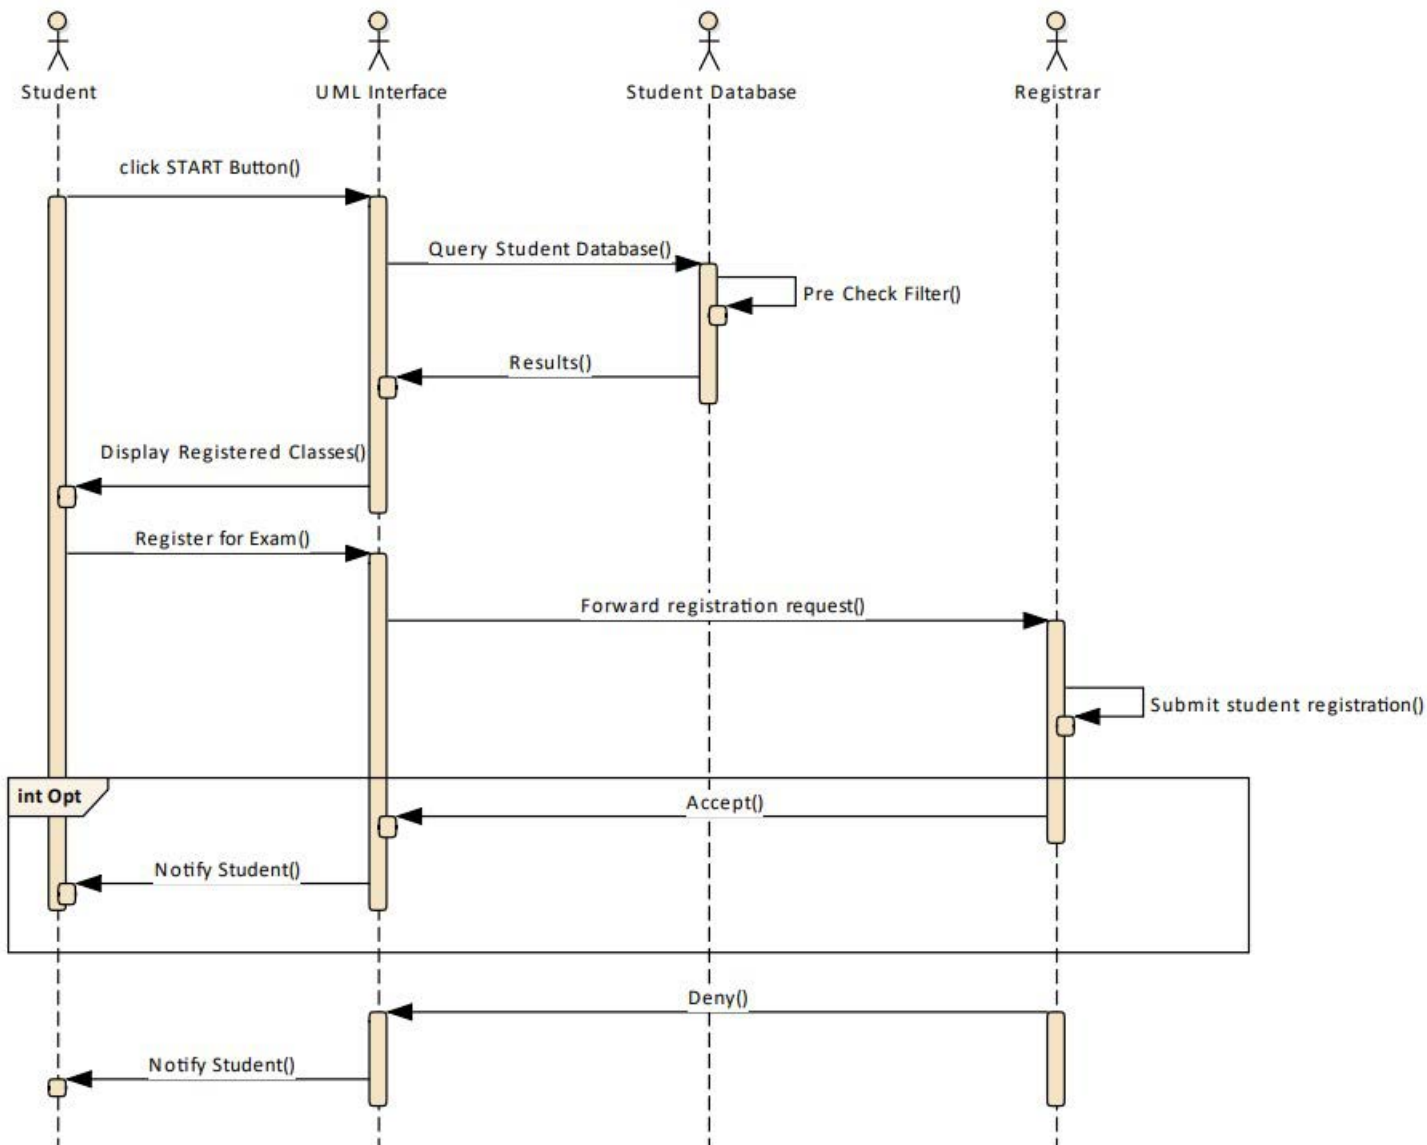 Student
UML Interface
Student Database
Registrar
click START Button()
Query Student Database()
Pre Check Filter()
Results()
Display Registered Classes()
Register for Exam()
Forward registration request()
Submit student registration()
int Opt
Accept()
Notify Student()
Deny()
Notify Student()